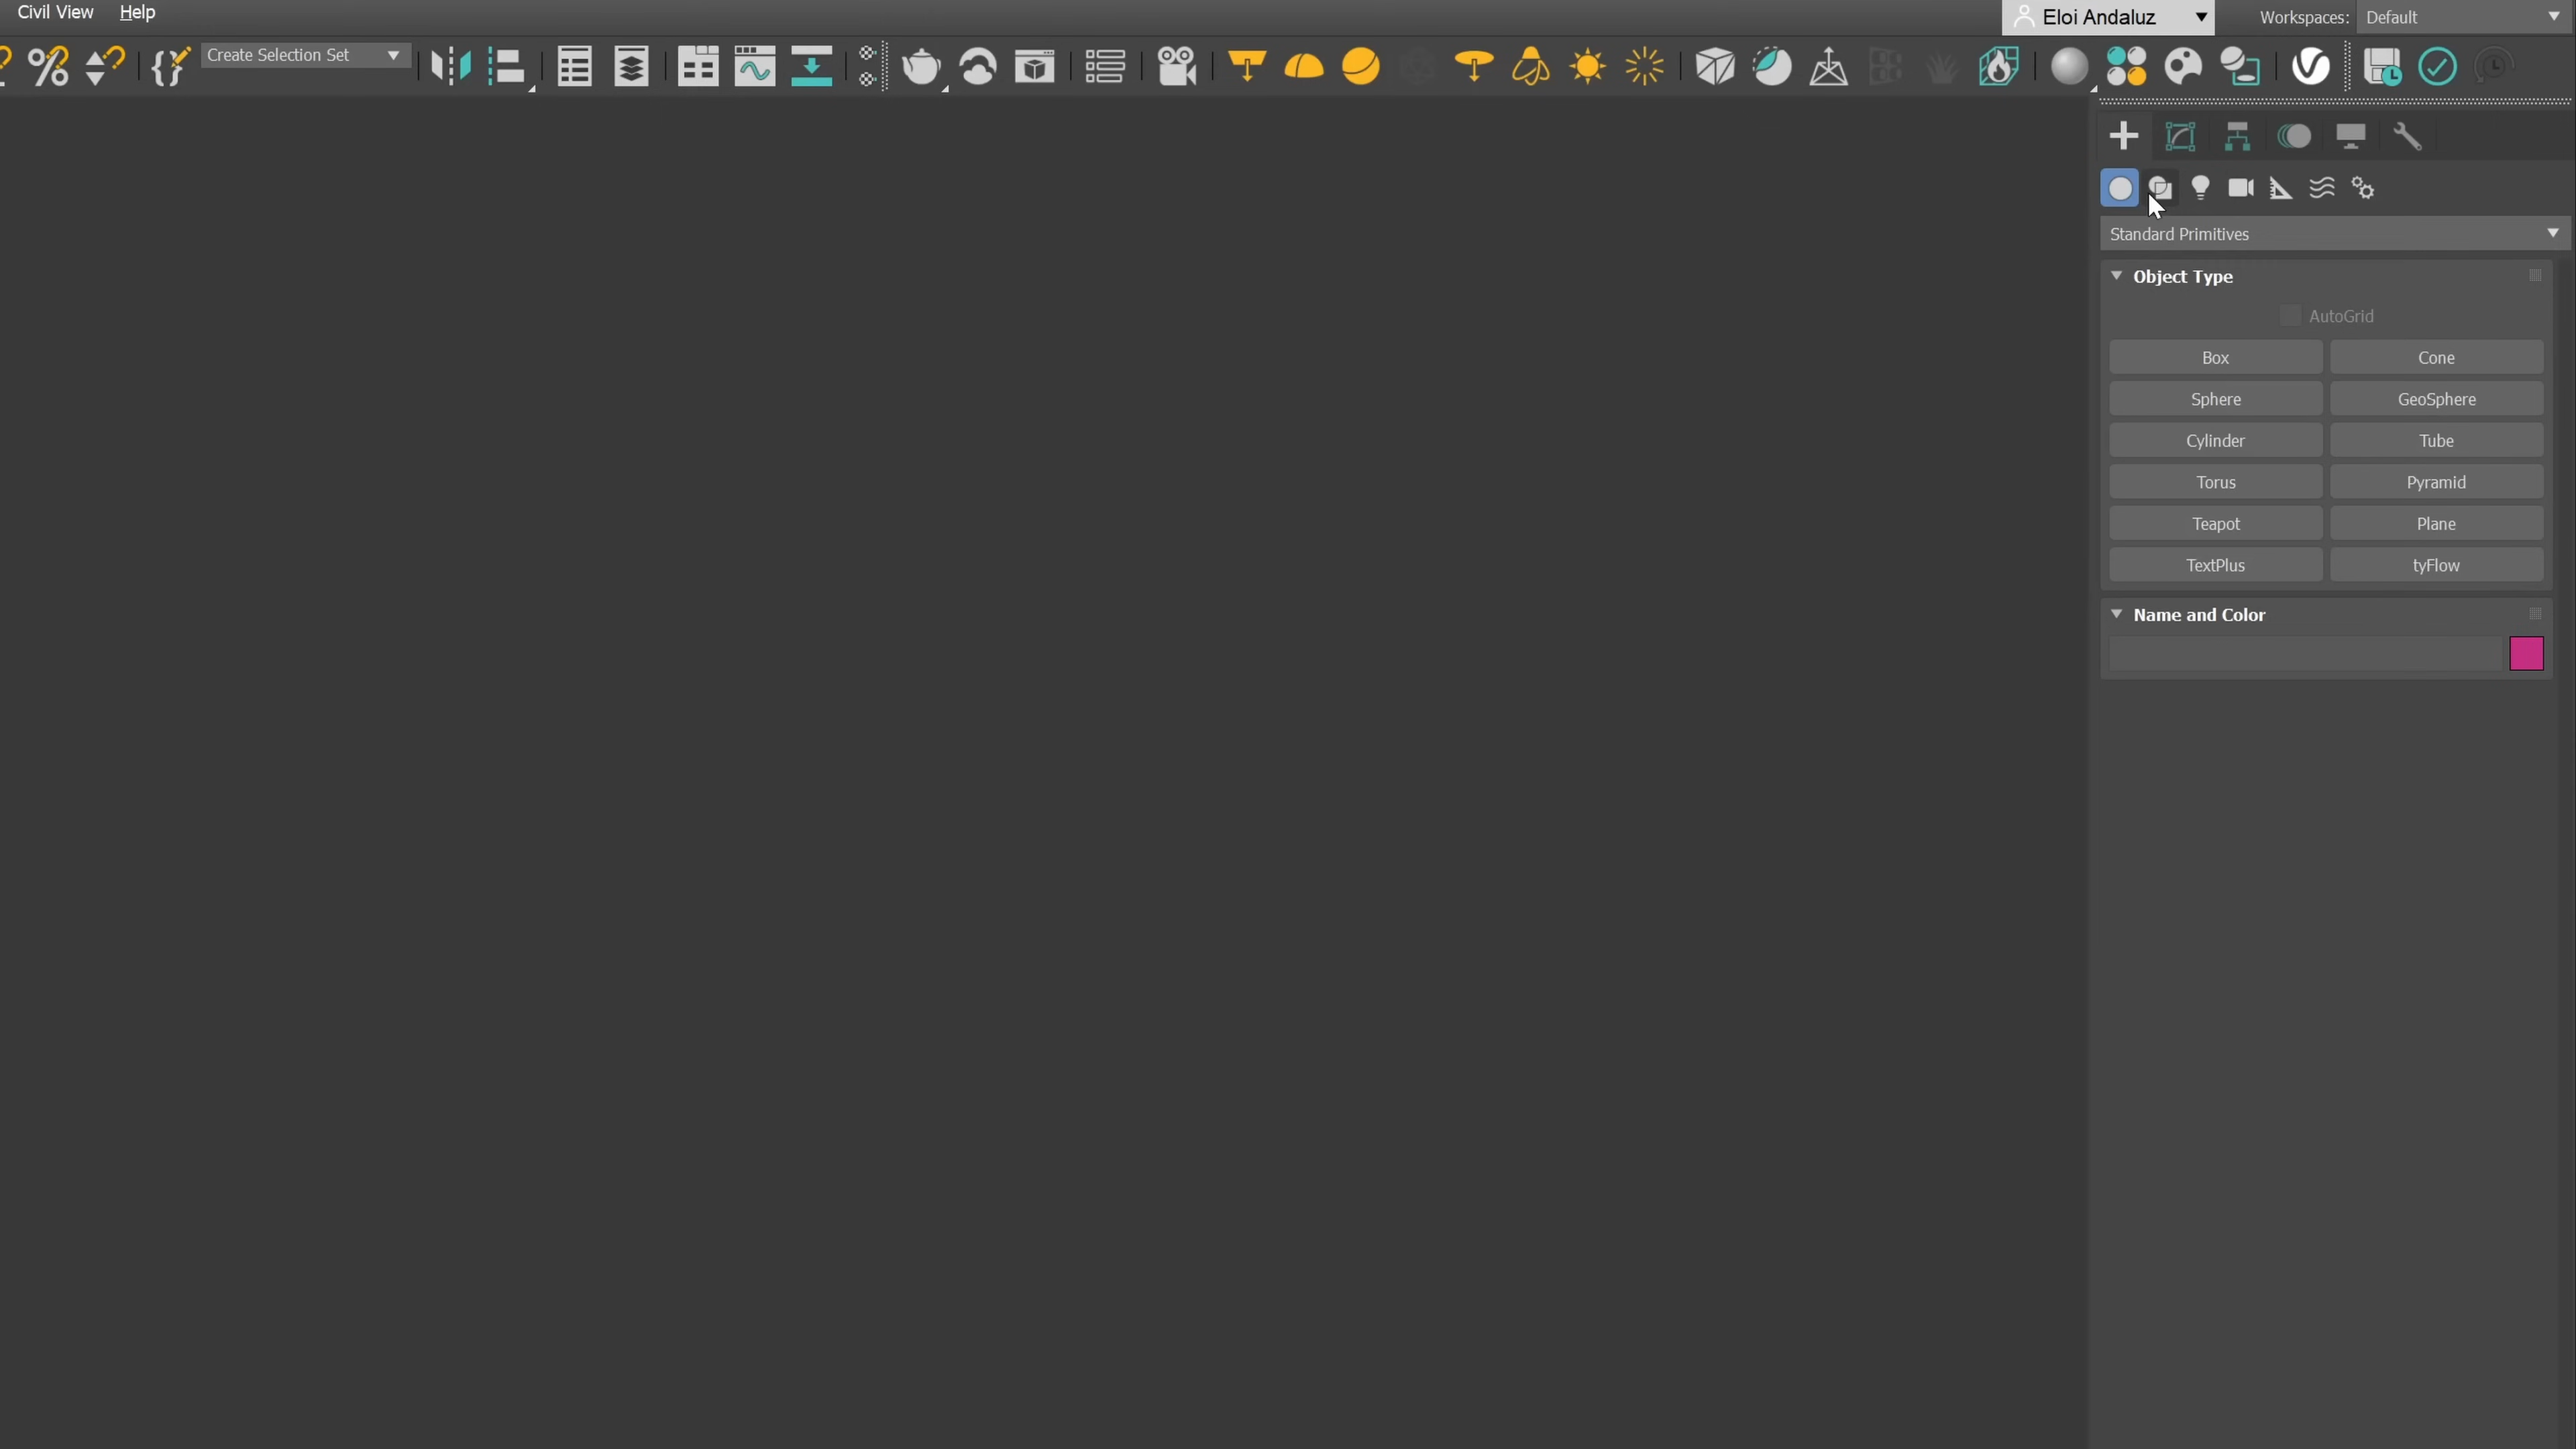 Civil View Help
Eloi Andaluz Workspaces: Default
Create Selection Set
Standard Primitives
Object Type
AutoGrid
Box Cone
Sphere GeoSphere
Cylinder Tube
Torus Pyramid
Teapot Plane
TextPlus tyFlow
Name and Color